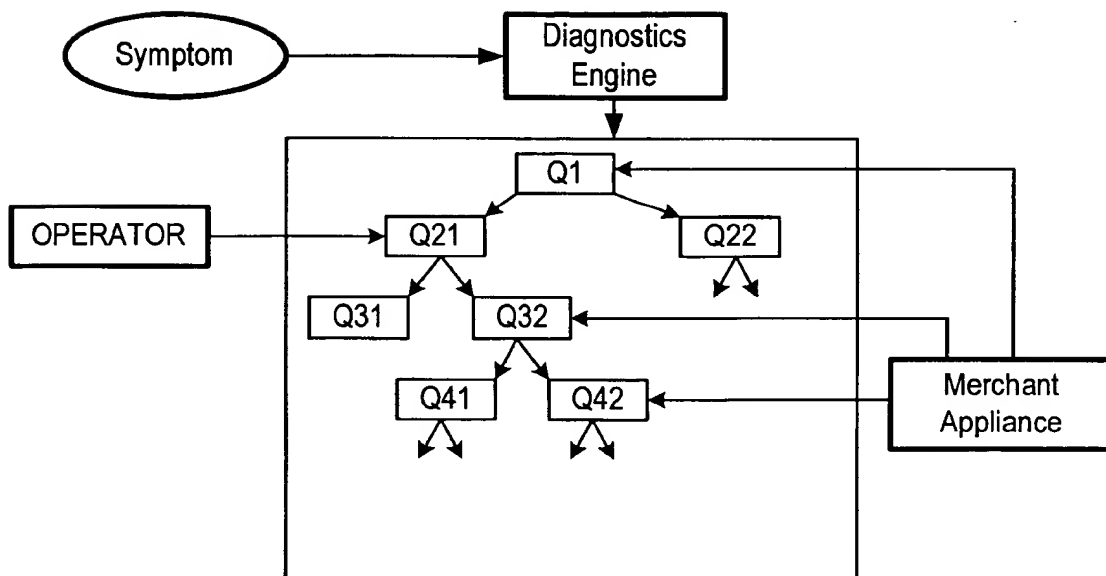 Symptom
Diagnostics
Engine
Q1
OPERATOR
Q21
Q22
Q31
Q32
Q41
Q42
Merchant
Appliance